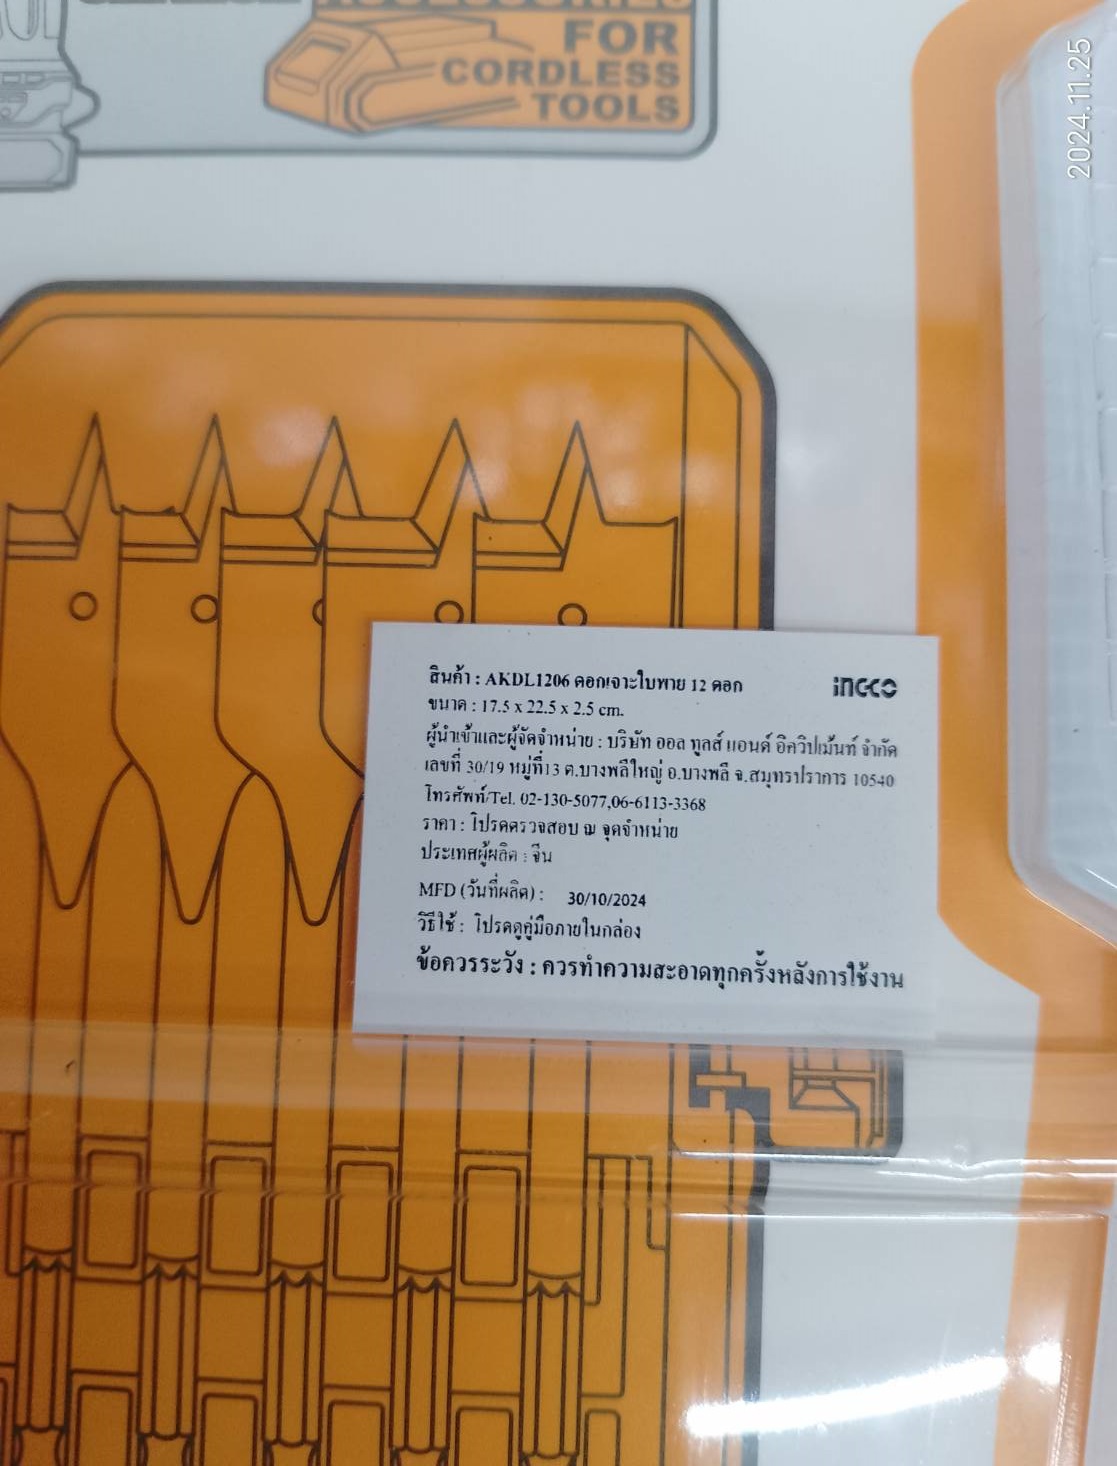 FOR
CORDLESS
TOOLS
2024.11.25
สินค้า : AKDL1206 ดอกเจาะใบพาย 12 ดอก
INGCO
ขนาด : 17.5 x 22.5 x 2.5 cm.
ผู้นำเข้าและผู้จัดจำหน่าย : บริษัท ออล ทูลส์ แอนด์ อิควิปเม้นท์ จำกัด
เลขที่ 30/19 หมู่ที่13 ต.บางพลีใหญ่ อ.บางพลี จ.สมุทรปราการ 10540
โทรศัพท์/Tel. 02-130-5077,06-6113-3368
ราคา : โปรดตรวจสอบ ณ จุดจำหน่าย
ประเทศผู้ผลิต : จีน
MFD (วันที่ผลิต) : 30/10/2024
วิธีใช้ : โปรดดูคู่มือภายในกล่อง
ข้อควรระวัง : ควรทำความสะอาดทุกครั้งหลังการใช้งาน